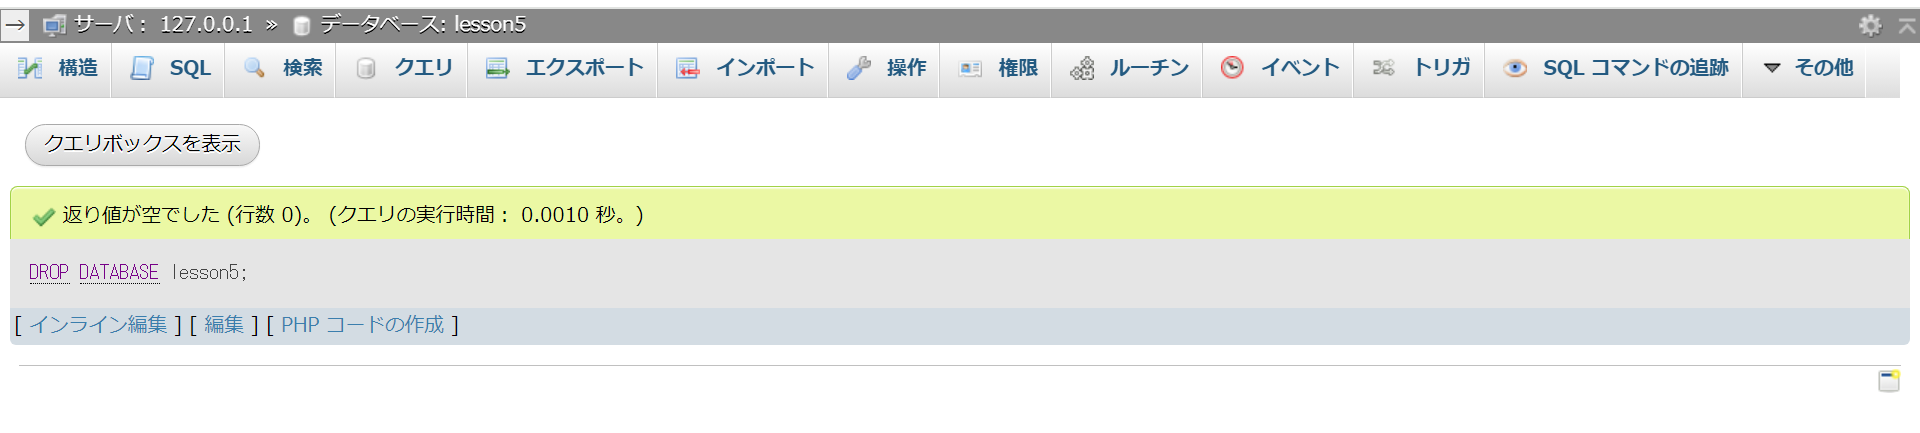 サーバ： 127.0.0.1 » データベース: lesson5
構造 SQL 検索 クエリ エクスポート インポート 操作 権限 ルーチン イベント トリガ SQL コマンドの追跡 その他
クエリボックスを表示
返り値が空でした (行数 0)。 (クエリの実行時間： 0.0010 秒。)
DROP DATABASE lesson5;
[ インライン編集 ] [ 編集 ] [ PHP コードの作成 ]